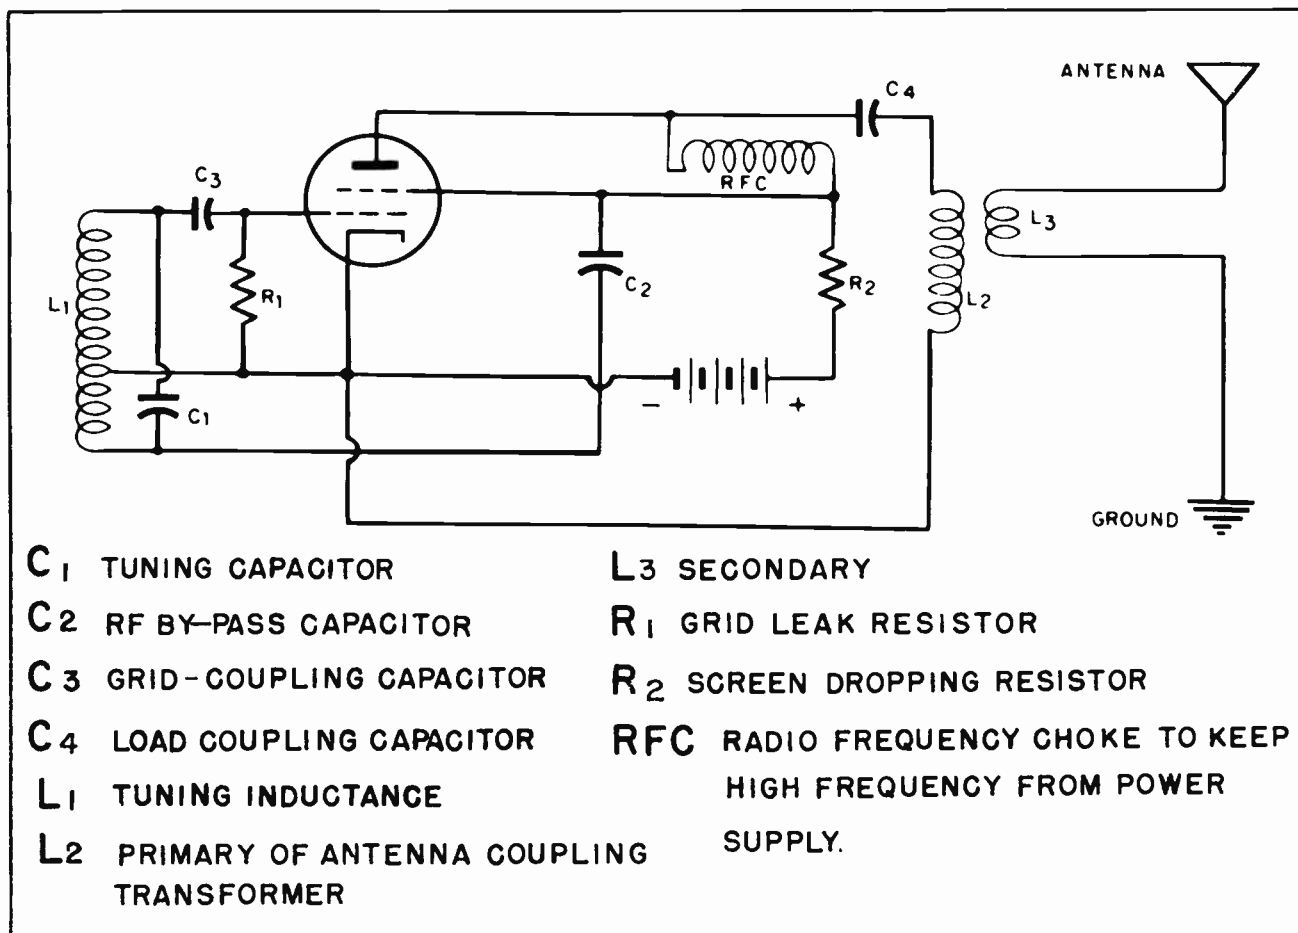 ANTENNA
C4
C3
RFC
L3
L1
R1
C2
R2
L2
C1
-
+
GROUND
C1 TUNING CAPACITOR
C2 RF BY-PASS CAPACITOR
C3 GRID-COUPLING CAPACITOR
C4 LOAD COUPLING CAPACITOR
L1 TUNING INDUCTANCE
L2 PRIMARY OF ANTENNA COUPLING
TRANSFORMER
L3 SECONDARY
R1 GRID LEAK RESISTOR
R2 SCREEN DROPPING RESISTOR
RFC RADIO FREQUENCY CHOKE TO KEEP
HIGH FREQUENCY FROM POWER
SUPPLY.